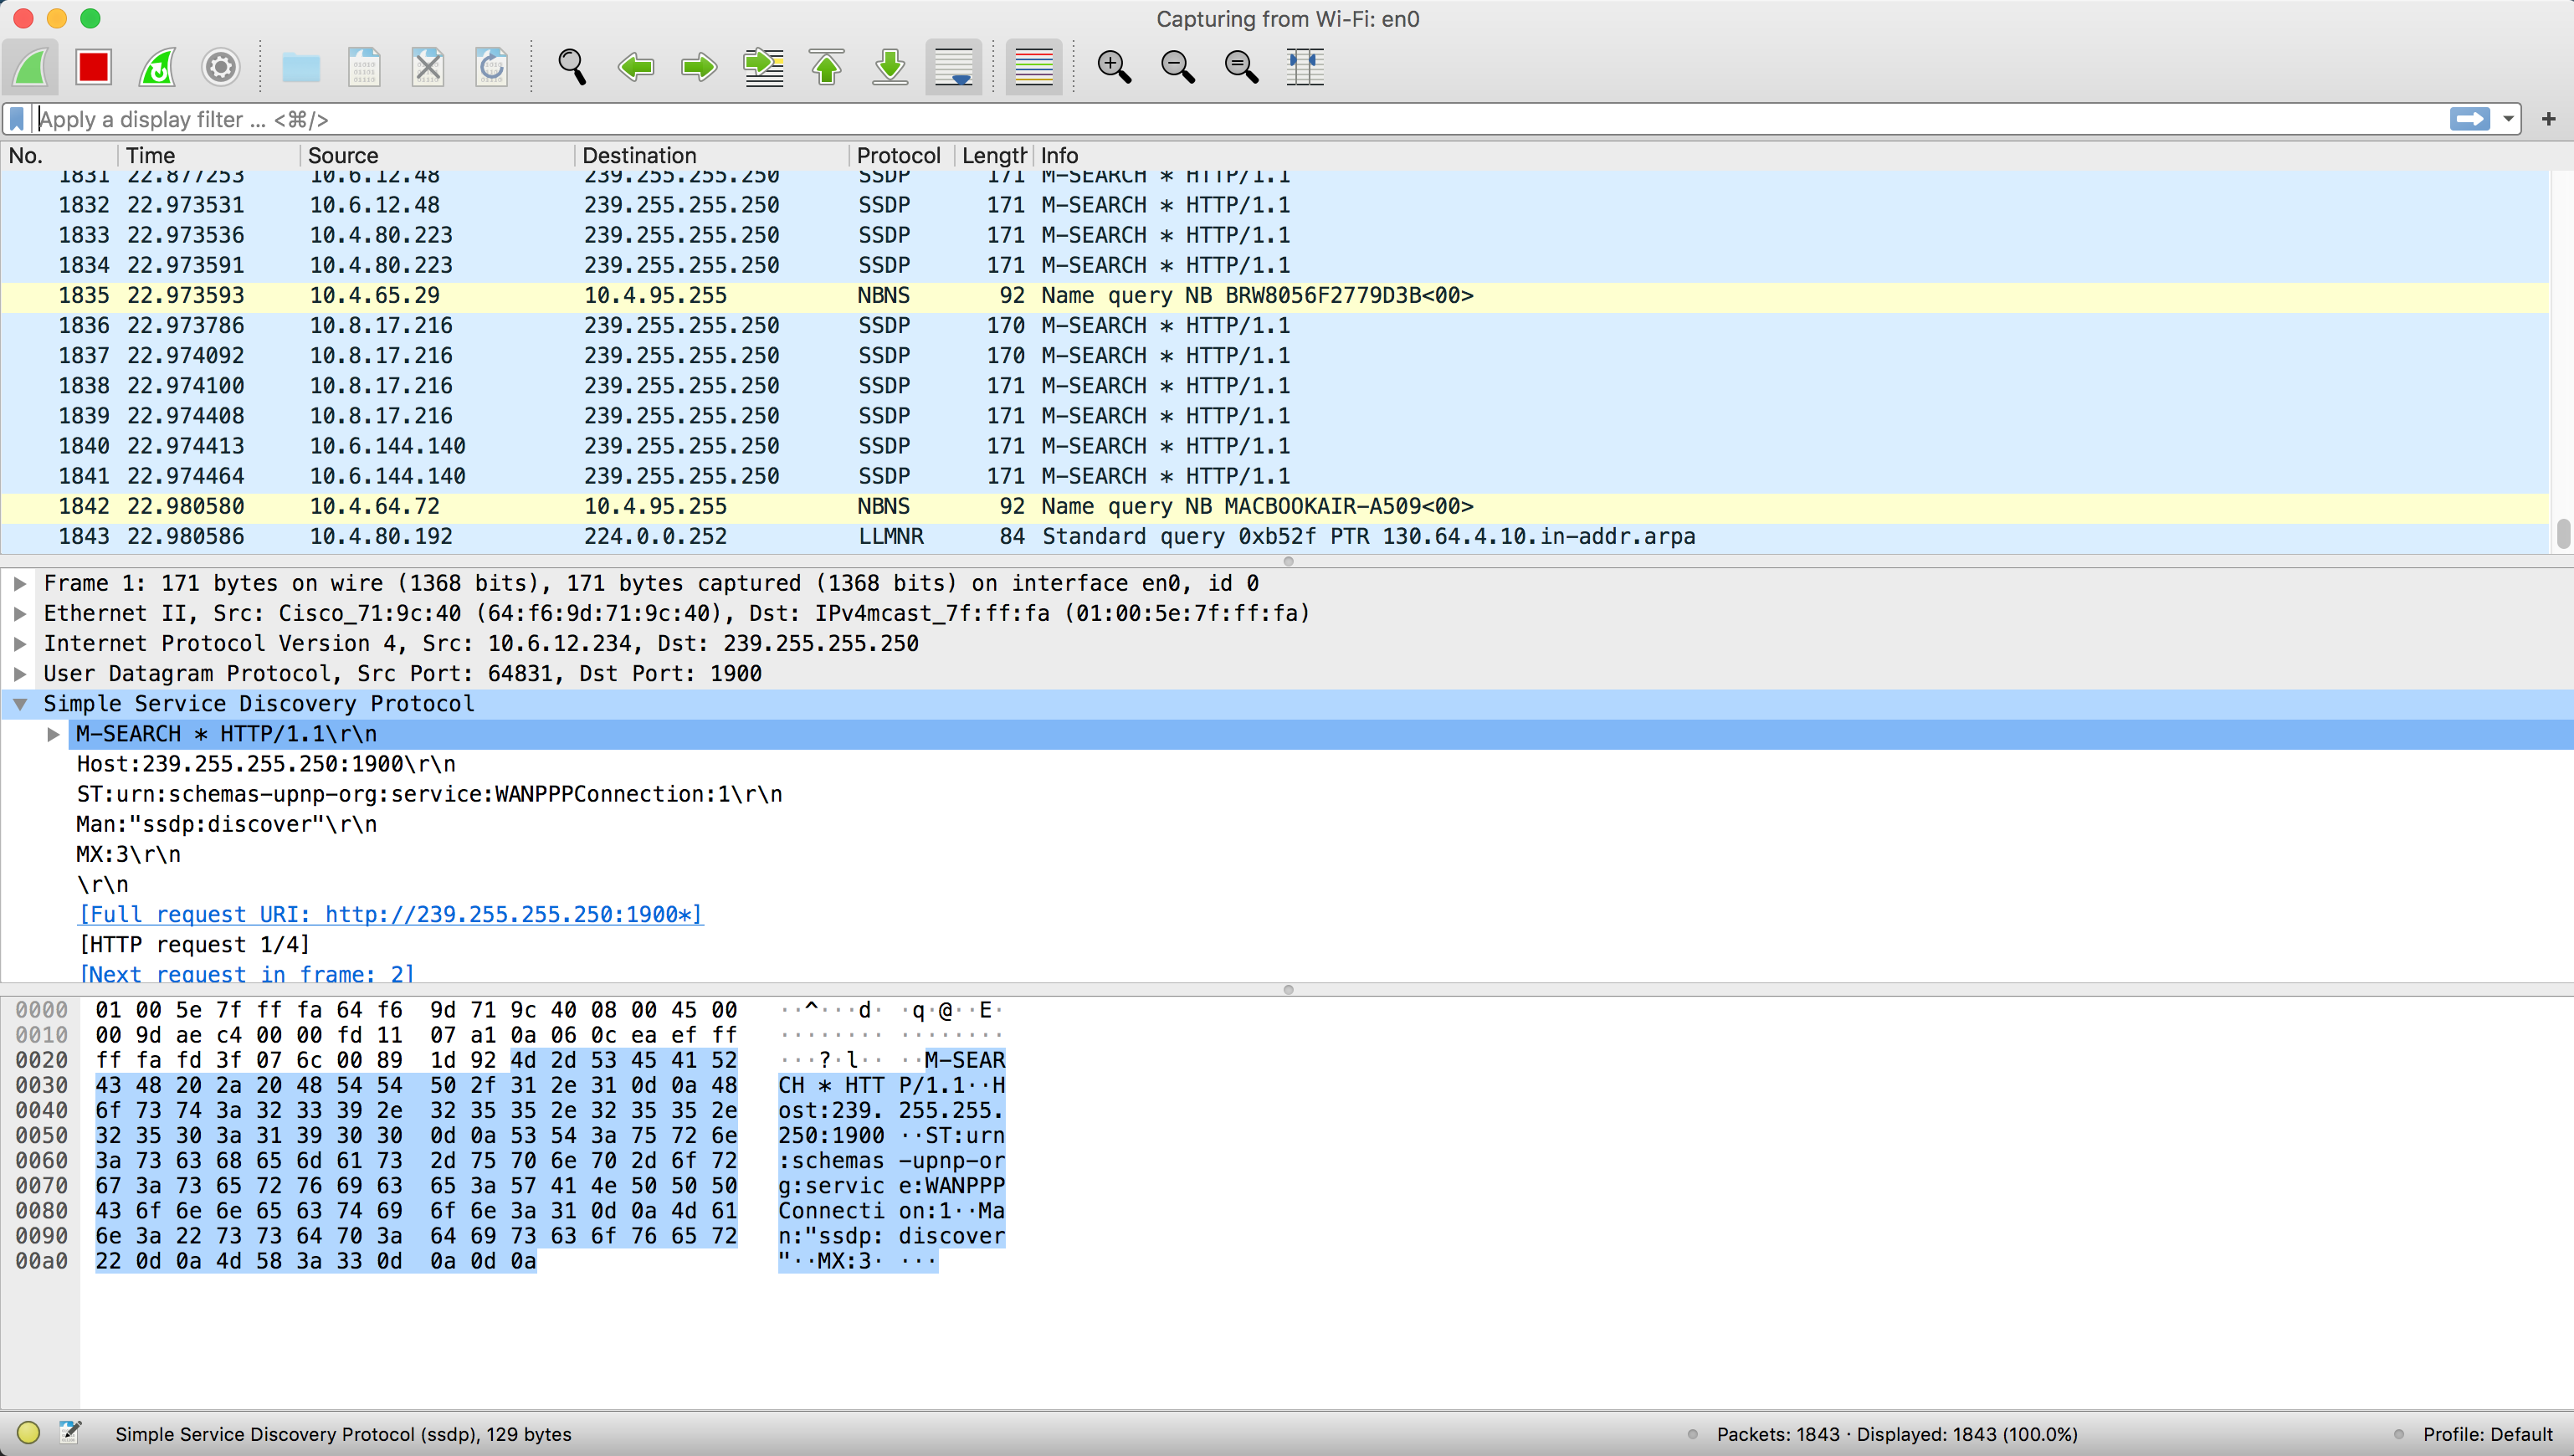 Capturing from Wi-Fi: en0
Apply a display filter ... <⌘/>
+
No. Time Source Destination Protocol Length Info
1831 22.877253 10.6.12.48 239.255.255.250 SSDP 171 M-SEARCH * HTTP/1.1
1832 22.973531 10.6.12.48 239.255.255.250 SSDP 171 M-SEARCH * HTTP/1.1
1833 22.973536 10.4.80.223 239.255.255.250 SSDP 171 M-SEARCH * HTTP/1.1
1834 22.973591 10.4.80.223 239.255.255.250 SSDP 171 M-SEARCH * HTTP/1.1
1835 22.973593 10.4.65.29 10.4.95.255 NBNS 92 Name query NB BRW8056F2779D3B<00>
1836 22.973786 10.8.17.216 239.255.255.250 SSDP 170 M-SEARCH * HTTP/1.1
1837 22.974092 10.8.17.216 239.255.255.250 SSDP 170 M-SEARCH * HTTP/1.1
1838 22.974100 10.8.17.216 239.255.255.250 SSDP 171 M-SEARCH * HTTP/1.1
1839 22.974408 10.8.17.216 239.255.255.250 SSDP 171 M-SEARCH * HTTP/1.1
1840 22.974413 10.6.144.140 239.255.255.250 SSDP 171 M-SEARCH * HTTP/1.1
1841 22.974464 10.6.144.140 239.255.255.250 SSDP 171 M-SEARCH * HTTP/1.1
1842 22.980580 10.4.64.72 10.4.95.255 NBNS 92 Name query NB MACBOOKAIR-A509<00>
1843 22.980586 10.4.80.192 224.0.0.252 LLMNR 84 Standard query 0xb52f PTR 130.64.4.10.in-addr.arpa
Frame 1: 171 bytes on wire (1368 bits), 171 bytes captured (1368 bits) on interface en0, id 0
Ethernet II, Src: Cisco_71:9c:40 (64:f6:9d:71:9c:40), Dst: IPv4mcast_7f:ff:fa (01:00:5e:7f:ff:fa)
Internet Protocol Version 4, Src: 10.6.12.234, Dst: 239.255.255.250
User Datagram Protocol, Src Port: 64831, Dst Port: 1900
Simple Service Discovery Protocol
M-SEARCH * HTTP/1.1\r\n
Host:239.255.255.250:1900\r\n
ST:urn:schemas-upnp-org:service:WANPPPConnection:1\r\n
Man:"ssdp:discover"\r\n
MX:3\r\n
\r\n
[Full request URI: http://239.255.255.250:1900*]
[HTTP request 1/4]
[Next request in frame: 2]
0000 01 00 5e 7f ff fa 64 f6 9d 71 9c 40 08 00 45 00 ··^···d· ·q·@··E·
0010 00 9d ae c4 00 00 fd 11 07 a1 0a 06 0c ea ef ff ········ ········
0020 ff fa fd 3f 07 6c 00 89 1d 92 4d 2d 53 45 41 52 ···?·l·· ··M-SEAR
0030 43 48 20 2a 20 48 54 54 50 2f 31 2e 31 0d 0a 48 CH * HTT P/1.1··H
0040 6f 73 74 3a 32 33 39 2e 32 35 35 2e 32 35 35 2e ost:239. 255.255.
0050 32 35 30 3a 31 39 30 30 0d 0a 53 54 3a 75 72 6e 250:1900 ··ST:urn
0060 3a 73 63 68 65 6d 61 73 2d 75 70 6e 70 2d 6f 72 :schemas -upnp-or
0070 67 3a 73 65 72 76 69 63 65 3a 57 41 4e 50 50 50 g:servic e:WANPPP
0080 43 6f 6e 6e 65 63 74 69 6f 6e 3a 31 0d 0a 4d 61 Connecti on:1··Ma
0090 6e 3a 22 73 73 64 70 3a 64 69 73 63 6f 76 65 72 n:"ssdp: discover
00a0 22 0d 0a 4d 58 3a 33 0d 0a 0d 0a "··MX:3· ···
Simple Service Discovery Protocol (ssdp), 129 bytes
Packets: 1843 · Displayed: 1843 (100.0%)
Profile: Default